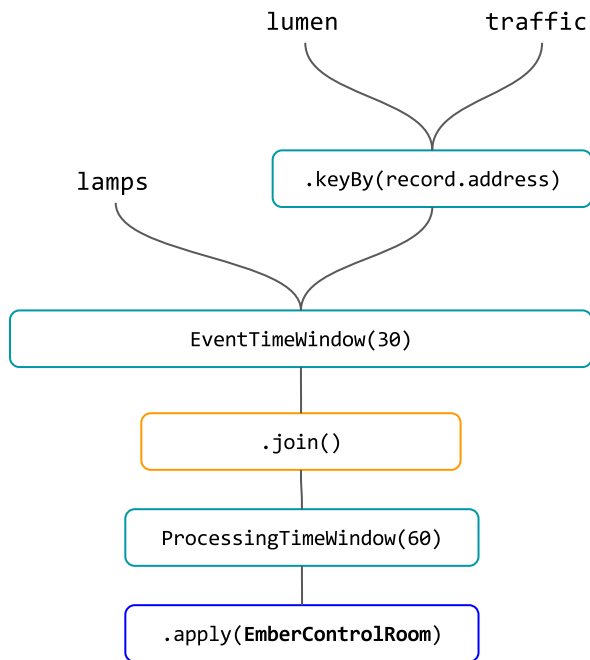 lumen
traffic
lamps
.keyBy(record.address)
EventTimeWindow(30)
.join()
ProcessingTimeWindow(60)
.apply(EmberControlRoom)